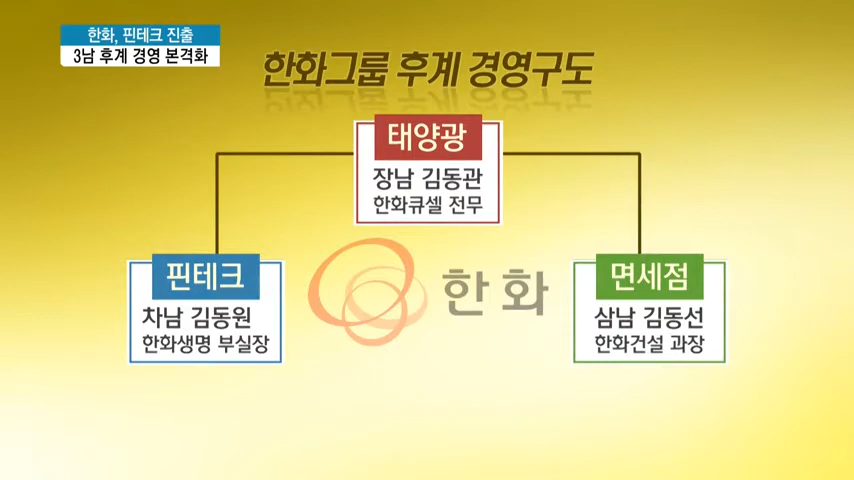 한화, 핀테크 진출
3남 후계 경영 본격화
한화그룹 후계 경영구도
태양광
장남 김동관
한화큐셀 전무
핀테크
차남 김동원
한화생명 부실장
한화
면세점
삼남 김동선
한화건설 과장